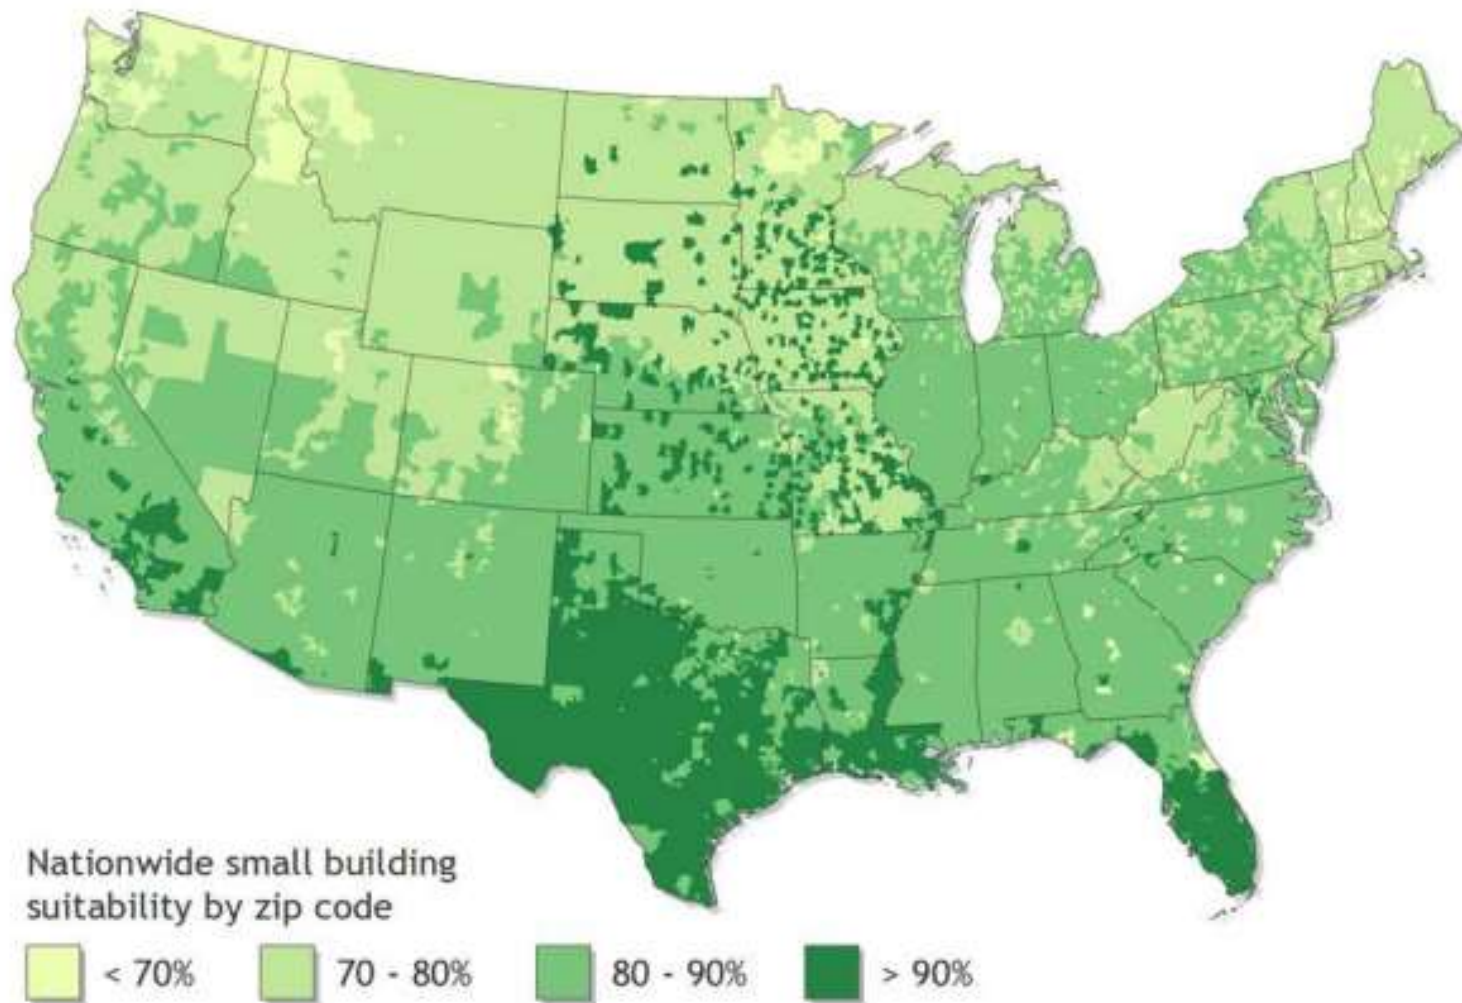 Nationwide small building
suitability by zip code
< 70%
70 - 80%
80 - 90%
> 90%